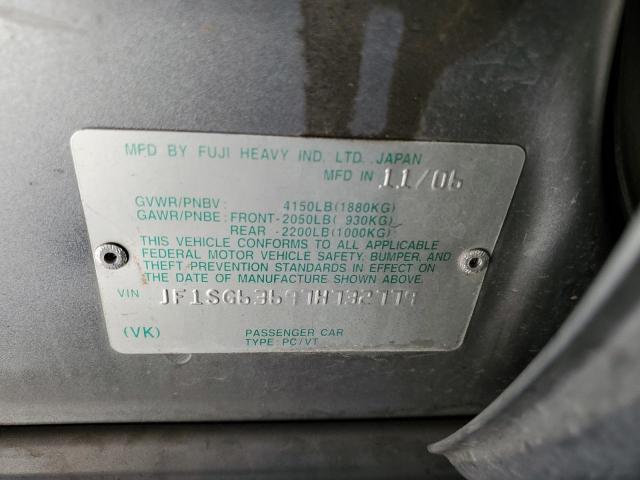 MFD BY FUJI HEAVY IND. LTD. JAPAN
MFD IN 11/06
GVWR/PNBV: 4150LB(1880KG)
GAWR/PNBE: FRONT-2050LB( 930KG)
REAR -2200LB(1000KG)
THIS VEHICLE CONFORMS TO ALL APPLICABLE
FEDERAL MOTOR VEHICLE SAFETY, BUMPER, AND
THEFT PREVENTION STANDARDS IN EFFECT ON
THE DATE OF MANUFACTURE SHOWN ABOVE.
VIN JF1SG63697H732779
(VK) PASSENGER CAR
TYPE: PC/VT